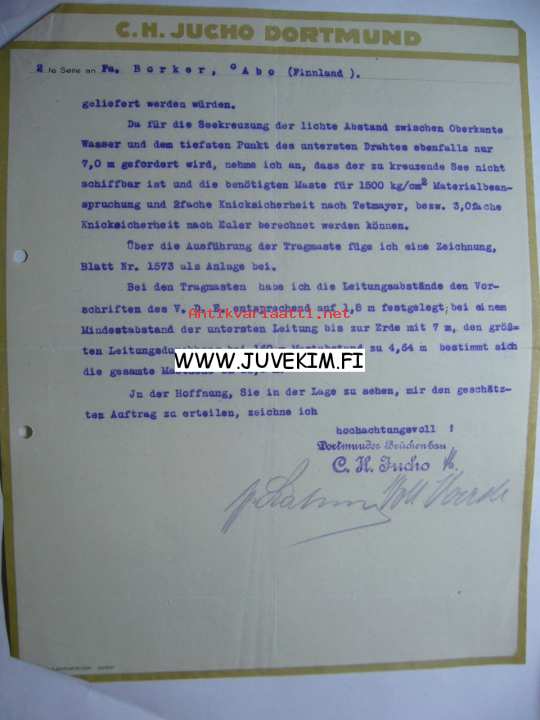 C.H. JUCHO DORTMUND
2 te Seite an Fa. Borker, °Abo (Finnland).
geliefert werden würden.
Da für die Seekreuzung der lichte Abstand zwischen Oberkante
Wasser und dem tiefsten Punkt des untersten Drahtes ebenfalls nur
7,0 m gefordert wird, nehme ich an, dass der zu kreuzende See nicht
schiffbar ist und die benötigten Maste für 1500 kg/cm² Materialbean-
spruchung und 2fache Knicksicherheit nach Tetmayer, bezw. 3,0fache
Knicksicherheit nach Euler berechnet werden können.
Über die Ausführung der Tragmaste füge ich eine Zeichnung,
Blatt Nr. 1573 als Anlage bei.
Bei den Tragmasten habe ich die Leitungsabstände den Vor-
schriften des V. D. E. entsprechend auf 1,8 m festgelegt; bei einem
Antikvariaatti.net
Mindestabstand der untersten Leitung bis zur Erde mit 7 m, den größ-
ten bei Mastabstand zu 4,64 m bestimmt sich
WWW.JUVEKIM.FI
die gesamte
Jn der Hoffnung, Sie in der Lage zu sehen, mir den geschätz-
ten Auftrag zu erteilen, zeichne ich
hochachtungsvoll !
Dortmunder Brückenbau
C. H. Jucho